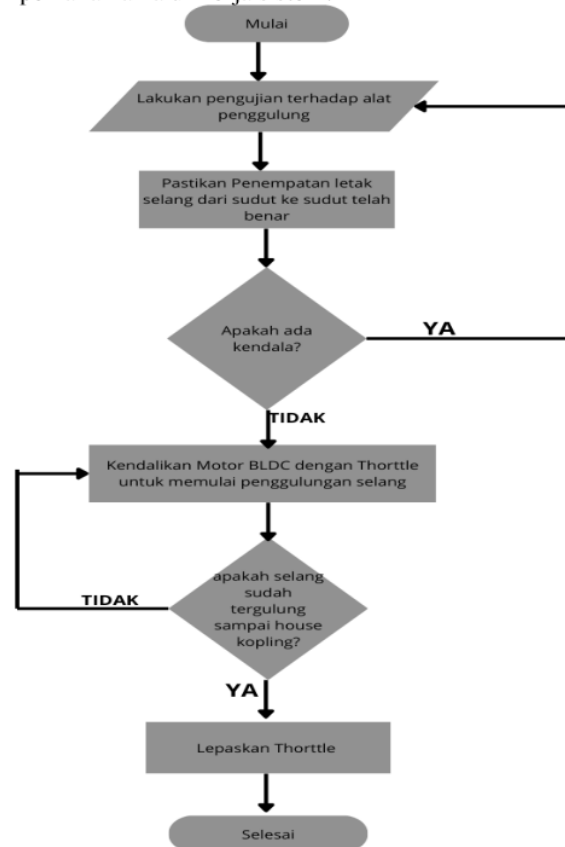 Mulai
Lakukan pengujian terhadap alat
penggulung
Pastikan Penempatan letak
selang dari sudut ke sudut telah
benar
Apakah ada
kendala?
YA
TIDAK
Kendalikan Motor BLDC dengan Thorttle
untuk memulai penggulungan selang
apakah selang
sudah
tergulung
sampai house
kopling?
TIDAK
YA
Lepaskan Thorttle
Selesai